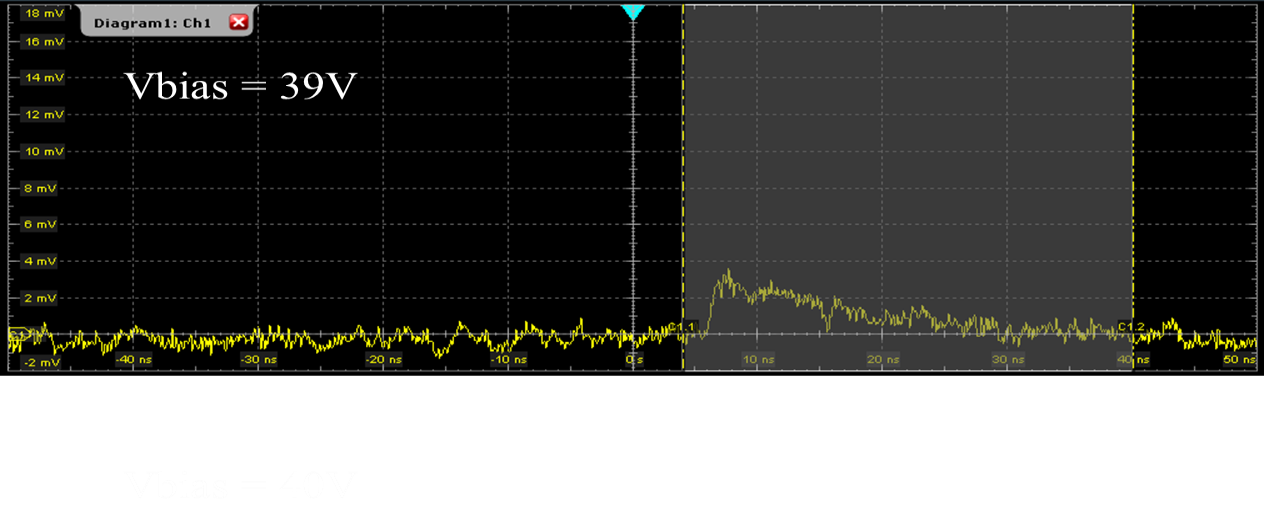 18 mV
Diagram1: Ch1
16 mV
Vbias = 39V
14 mV
12 mV
10 mV
8 mV
6 mV
4 mV
2 mV
C1.1
C1.2
-2 mV
-40 ns
-30 ns
-20 ns
-10 ns
0 s
10 ns
20 ns
30 ns
40 ns
50 ns